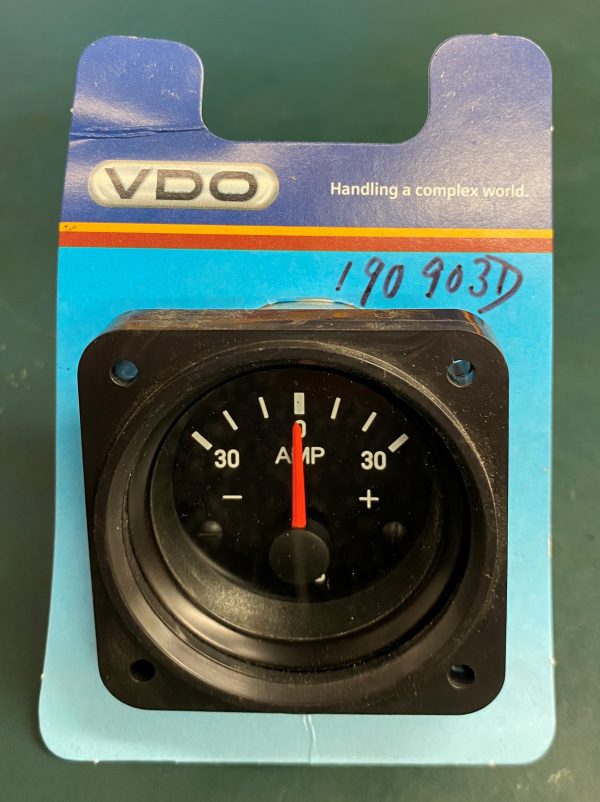 VDO
Handling a complex world.
190 903D
0
30 AMP 30
− +